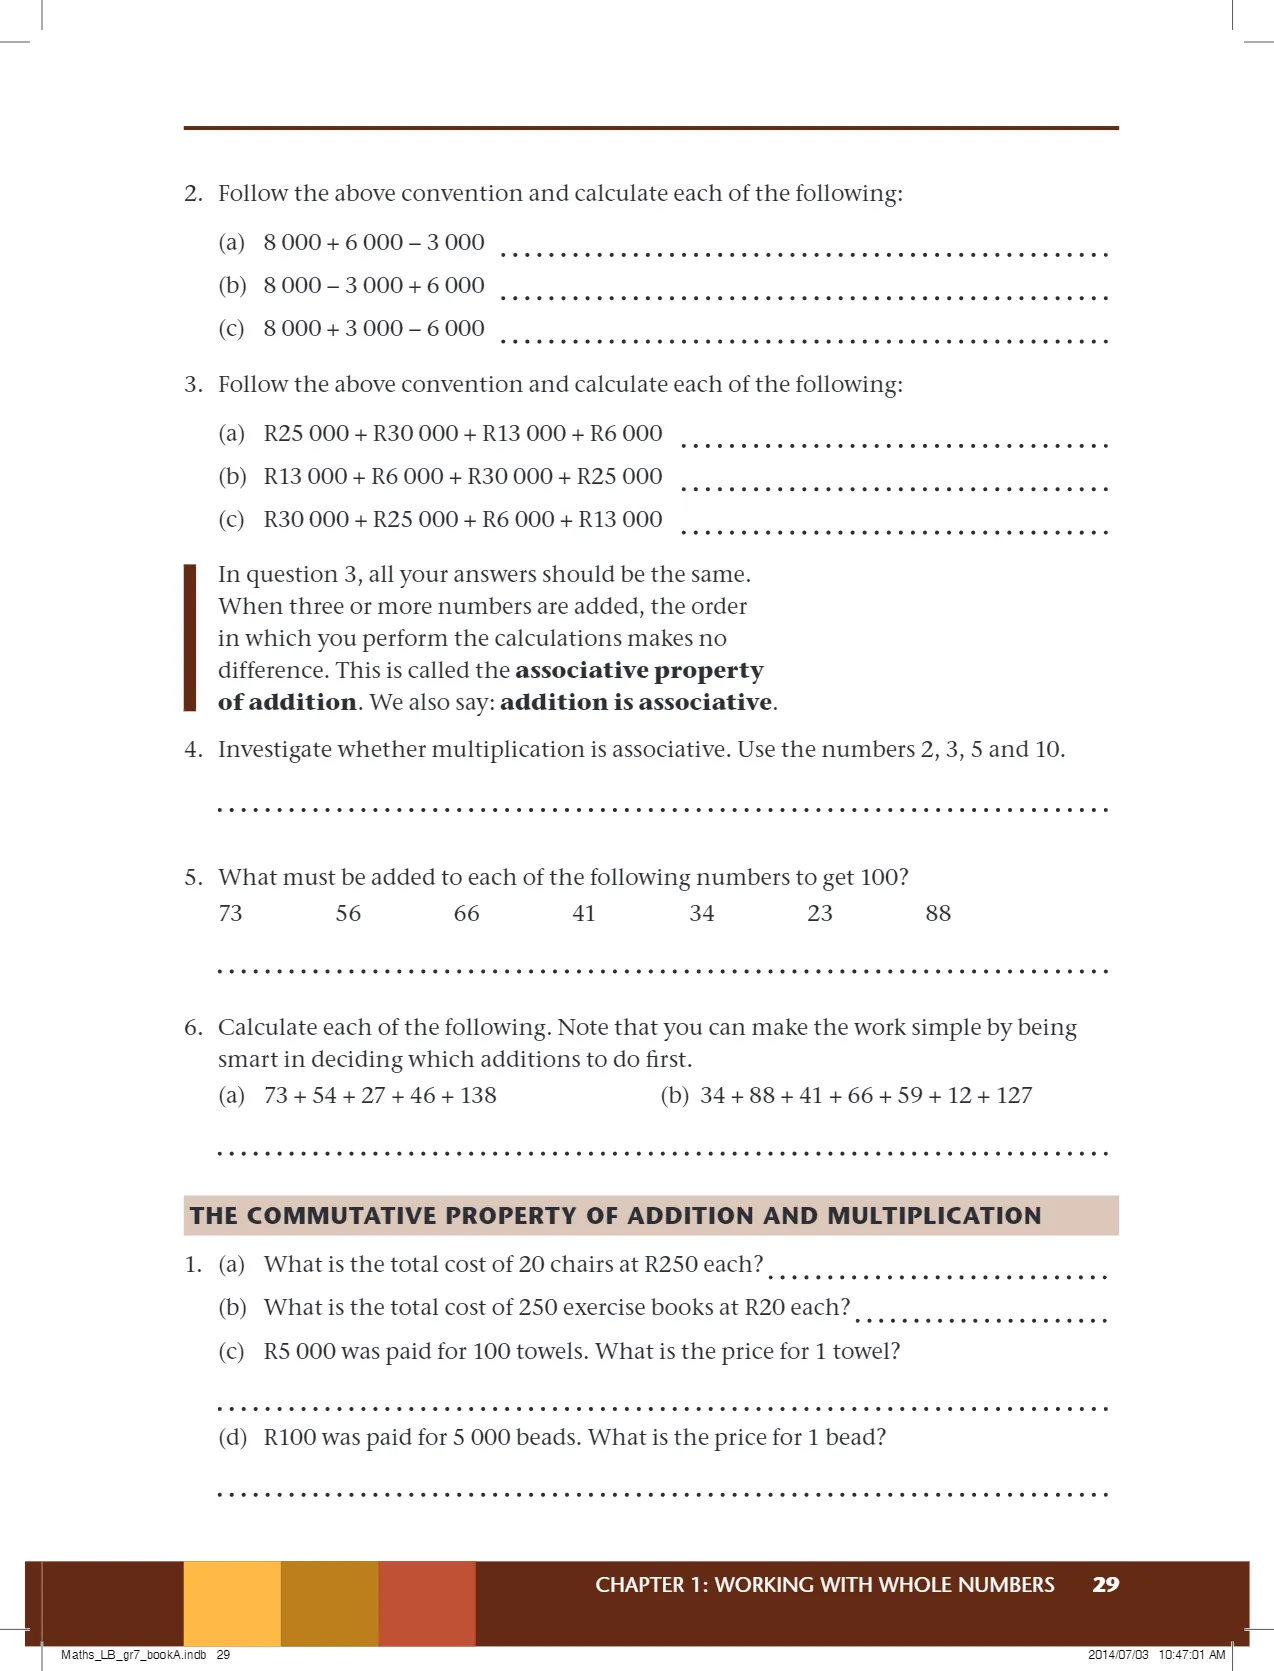 2. Follow the above convention and calculate each of the following:
(a) 8 000 + 6 000 – 3 000
(b) 8 000 – 3 000 + 6 000
(c) 8 000 + 3 000 – 6 000
3. Follow the above convention and calculate each of the following:
(a) R25 000 + R30 000 + R13 000 + R6 000
(b) R13 000 + R6 000 + R30 000 + R25 000
(c) R30 000 + R25 000 + R6 000 + R13 000
In question 3, all your answers should be the same.
When three or more numbers are added, the order
in which you perform the calculations makes no
difference. This is called the associative property
of addition. We also say: addition is associative.
4. Investigate whether multiplication is associative. Use the numbers 2, 3, 5 and 10.
5. What must be added to each of the following numbers to get 100?
73 56 66 41 34 23 88
6. Calculate each of the following. Note that you can make the work simple by being
smart in deciding which additions to do first.
(a) 73 + 54 + 27 + 46 + 138 (b) 34 + 88 + 41 + 66 + 59 + 12 + 127
THE COMMUTATIVE PROPERTY OF ADDITION AND MULTIPLICATION
1. (a) What is the total cost of 20 chairs at R250 each?
(b) What is the total cost of 250 exercise books at R20 each?
(c) R5 000 was paid for 100 towels. What is the price for 1 towel?
(d) R100 was paid for 5 000 beads. What is the price for 1 bead?
CHAPTER 1: WORKING WITH WHOLE NUMBERS 29
Maths_LB_gr7_bookA.indb 29 2014/07/03 10:47:01 AM